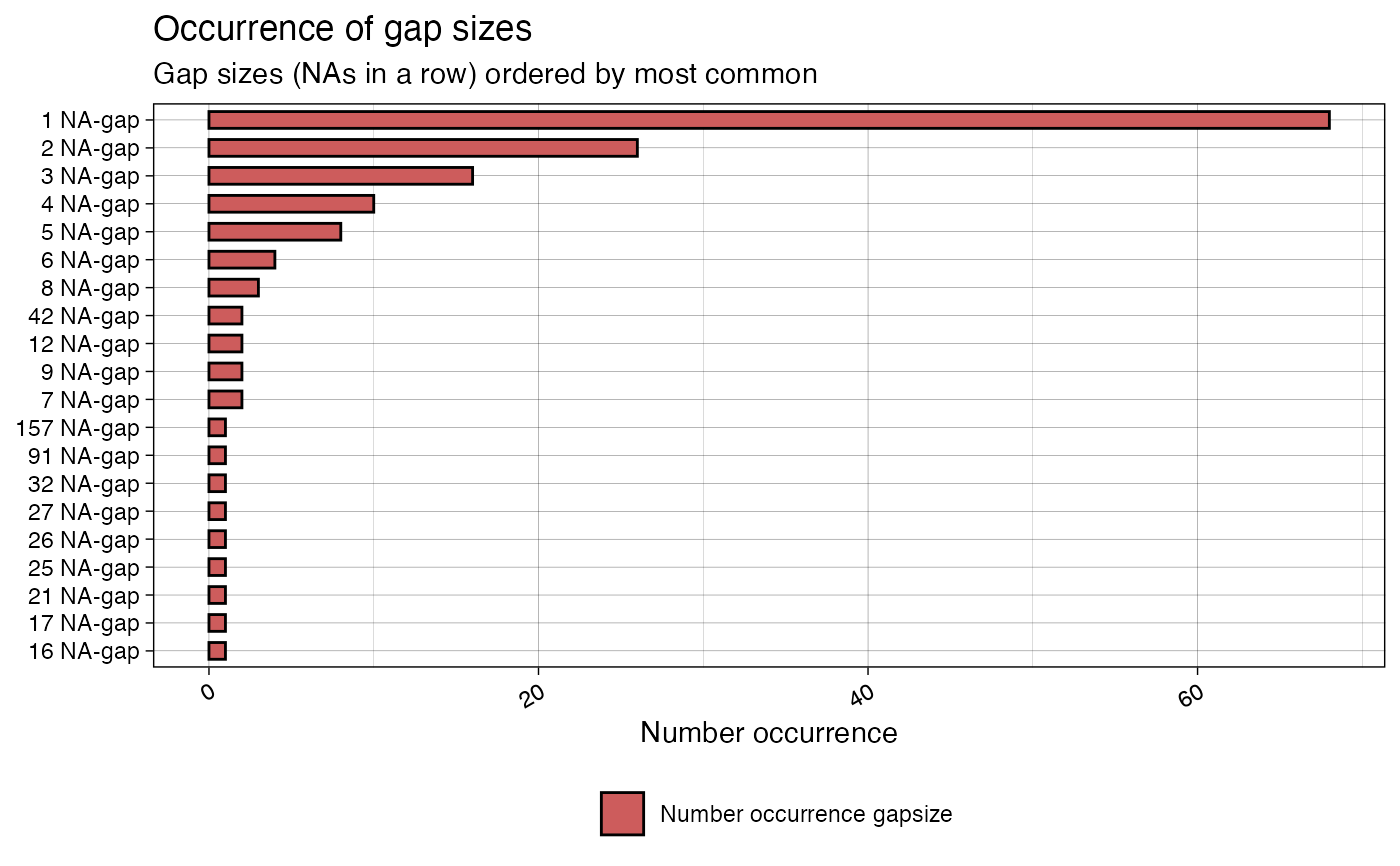 Occurrence of gap sizes
Gap sizes (NAs in a row) ordered by most common
1 NA-gap
2 NA-gap
3 NA-gap
4 NA-gap
5 NA-gap
6 NA-gap
8 NA-gap
42 NA-gap
12 NA-gap
9 NA-gap
7 NA-gap
157 NA-gap
91 NA-gap
32 NA-gap
27 NA-gap
26 NA-gap
25 NA-gap
21 NA-gap
17 NA-gap
16 NA-gap
0 20 40 60
Number occurrence
Number occurrence gapsize